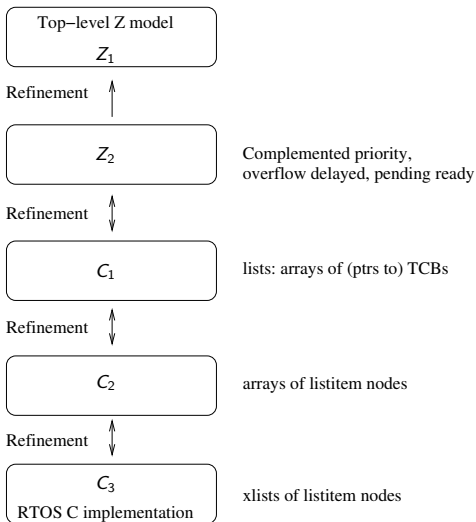 Top−level Z model
Z1
Refinement
Z2
Complemented priority,
overflow delayed, pending ready
Refinement
C1
lists: arrays of (ptrs to) TCBs
Refinement
C2
arrays of listitem nodes
Refinement
C3
RTOS C implementation
xlists of listitem nodes